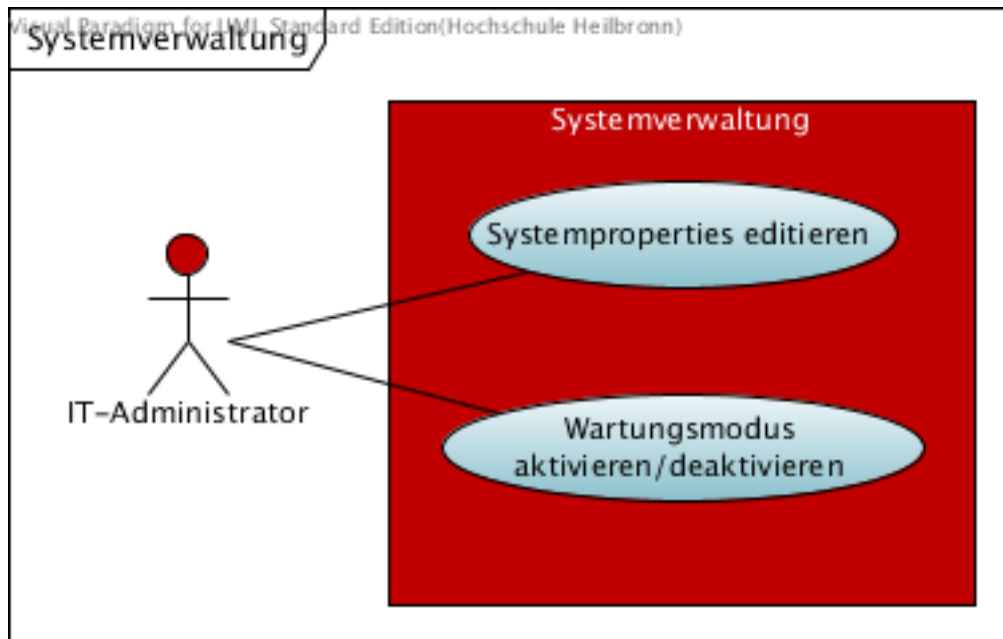 Visual Paradigm for UML Standard Edition(Hochschule Heilbronn)
Systemverwaltung
Systemverwaltung
Systemproperties editieren
IT-Administrator
Wartungsmodus
aktivieren/deaktivieren